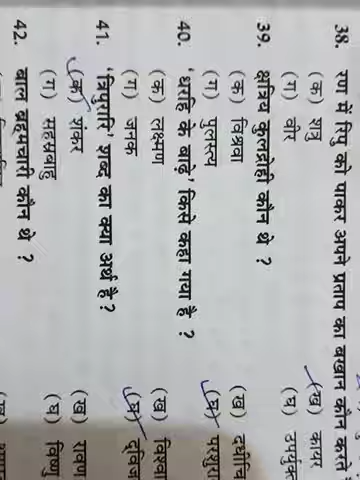 38. रण में रिपु को पाकर अपने प्रताप का बखान कौन करते
(क) शत्रु (ख) कायर
(ग) वीर (घ) उपर्युक्त
39. क्षत्रिय कुलद्रोही कौन थे ?
(क) विश्रवा (ख) दधीचि
(ग) पुलस्त्य (घ) परशुरा
40. 'घरहि के बाढ़े' किसे कहा गया है ?
(क) लक्ष्मण (ख) विश्वा
(ग) जनक (घ)
41. 'त्रिपुरारि' शब्द का क्या अर्थ है ?
(क) शंकर (ख) रावण
(ग) सहस्रबाहु (घ) विष्णु
42. बाल ब्रह्मचारी कौन थे ?